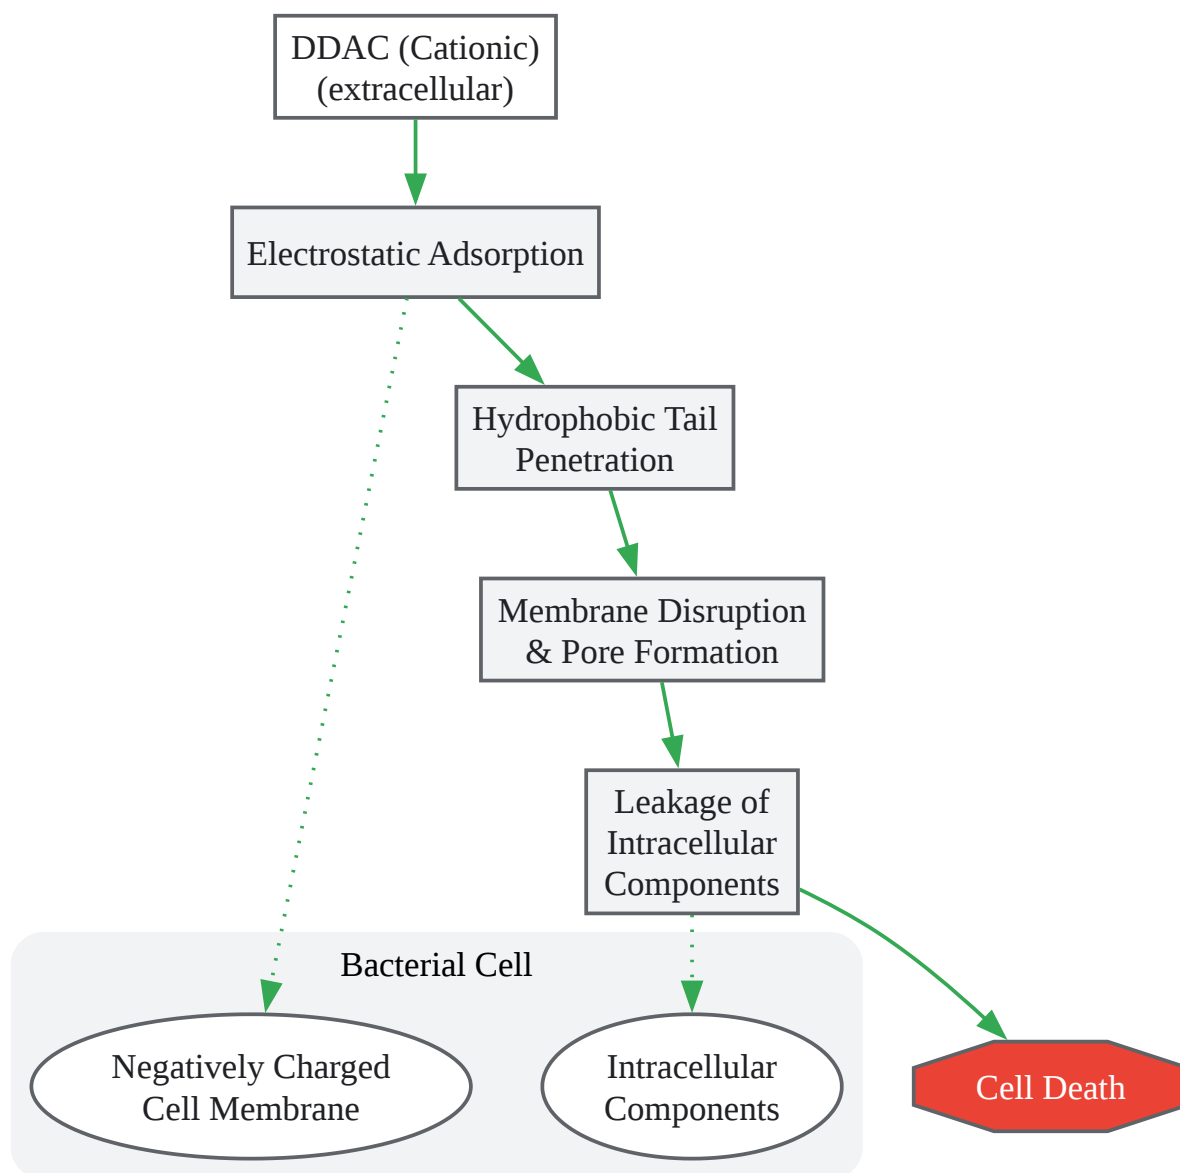 DDAC (Cationic)
(extracellular)
Electrostatic Adsorption
Hydrophobic Tail
Penetration
Membrane Disruption
& Pore Formation
Leakage of
Intracellular
Components
Bacterial Cell
Negatively Charged
Cell Membrane
Intracellular
Components
Cell Death